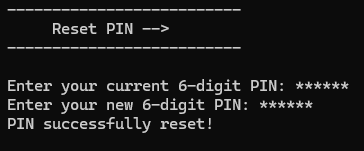 --------------------------
Reset PIN -->
--------------------------
Enter your current 6-digit PIN: ******
Enter your new 6-digit PIN: ******
PIN successfully reset!